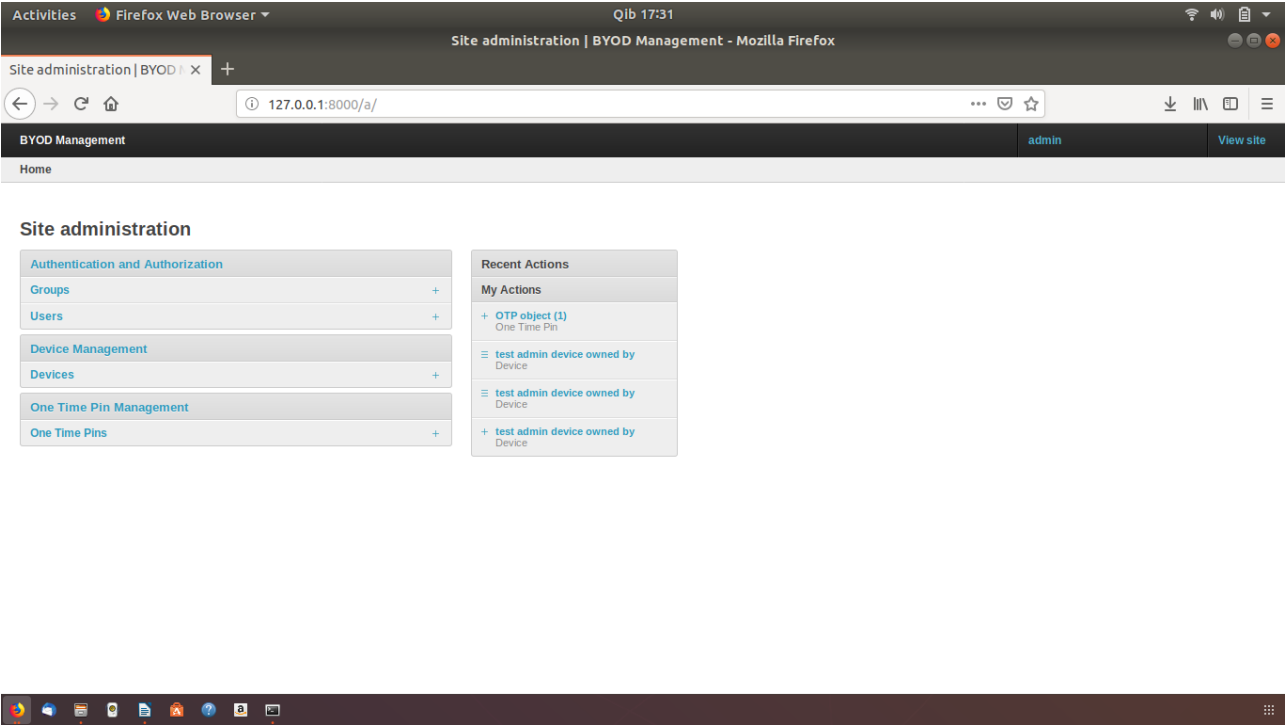 Activities Firefox Web Browser Qib 17:31
Site administration | BYOD Management - Mozilla Firefox
Site administration | BYOD
127.0.0.1:8000/a/
BYOD Management admin View site
Home
Site administration
Authentication and Authorization
Groups +
Users +
Device Management
Devices +
One Time Pin Management
One Time Pins +
Recent Actions
My Actions
+ OTP object (1)
One Time Pin
test admin device owned by
Device
test admin device owned by
Device
+ test admin device owned by
Device